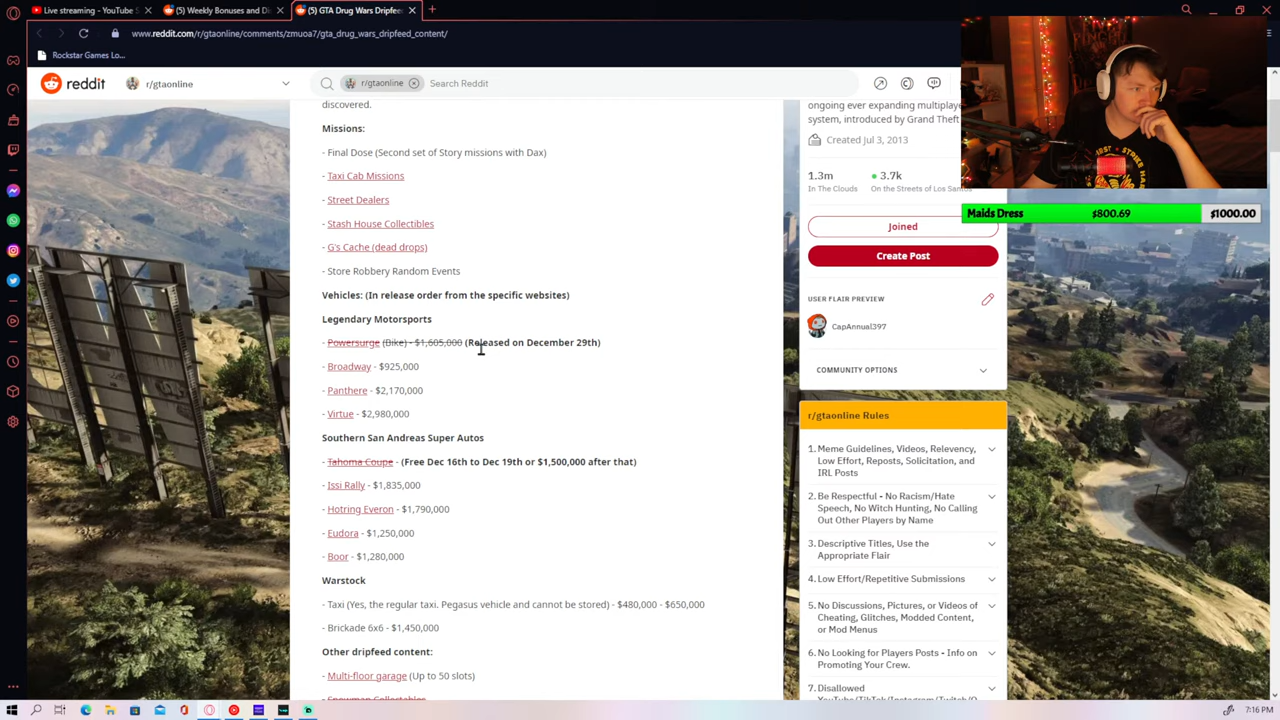 (5) Live streaming - YouTube S
(5) Weekly Bonuses and Di
(5) GTA Drug Wars Dripfee
www.reddit.com/r/gtaonline/comments/zmuoa7/gta_drug_wars_dripfeed_content/
Rockstar Games Lo...
reddit
r/gtaonline
r/gtaonline
Search Reddit
discovered.
Missions:
- Final Dose (Second set of Story missions with Dax)
- Taxi Cab Missions
- Street Dealers
- Stash House Collectibles
- G's Cache (dead drops)
- Store Robbery Random Events
Vehicles: (In release order from the specific websites)
Legendary Motorsports
- Powersurge (Bike) - $1,605,000 (Released on December 29th)
- Broadway - $925,000
- Panthere - $2,170,000
- Virtue - $2,980,000
Southern San Andreas Super Autos
- Tahoma Coupe - (Free Dec 16th to Dec 19th or $1,500,000 after that)
- Issi Rally - $1,835,000
- Hotring Everon - $1,790,000
- Eudora - $1,250,000
- Boor - $1,280,000
Warstock
- Taxi (Yes, the regular taxi. Pegasus vehicle and cannot be stored) - $480,000 - $650,000
- Brickade 6x6 - $1,450,000
Other dripfeed content:
- Multi-floor garage (Up to 50 slots)
- Snowman Collectables
ongoing ever expanding multiplaye
system, introduced by Grand Theft
Created Jul 3, 2013
1.3m
3.7k
In The Clouds
On the Streets of Los Santos
Maids Dress
$800.69
$1000.00
Joined
Create Post
USER FLAIR PREVIEW
CapAnnual397
COMMUNITY OPTIONS
r/gtaonline Rules
1. Meme Guidelines, Videos, Relevency,
Low Effort, Reposts, Solicitation, and
IRL Posts
2. Be Respectful - No Racism/Hate
Speech, No Witch Hunting, No Calling
Out Other Players by Name
3. Descriptive Titles, Use the
Appropriate Flair
4. Low Effort/Repetitive Submissions
5. No Discussions, Pictures, or Videos of
Cheating, Glitches, Modded Content,
or Mod Menus
6. No Looking for Players Posts - Info on
Promoting Your Crew.
7. Disallowed
YouTube/TikTok/Instagram/Twitch/O
7:16 PM